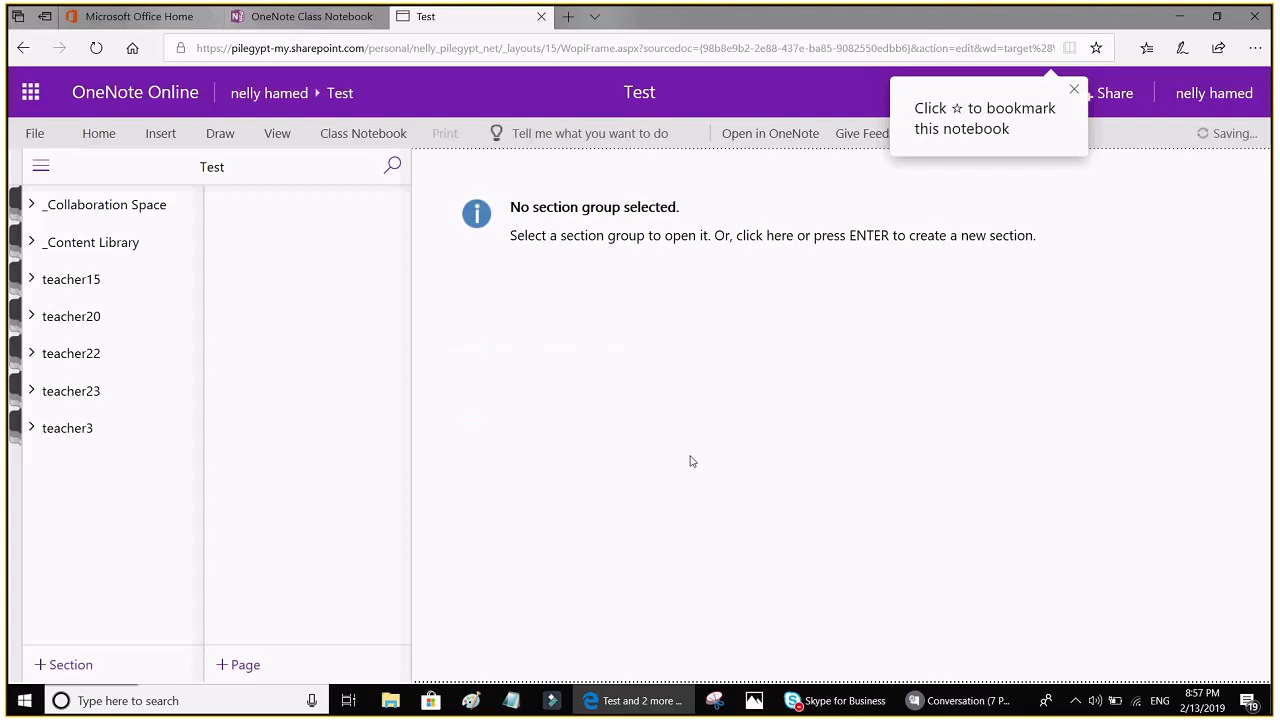 Microsoft Office Home
OneNote Class Notebook
Test
https://pilegypt-my.sharepoint.com/personal/nelly_pilegypt_net/_layouts/15/WopiFrame.aspx?sourcedoc={98b8e9b2-2e88-437e-ba85-9082550edbb6}&action=edit&wd=target%28V
OneNote Online
nelly hamed
Test
Test
Share
nelly hamed
Click ☆ to bookmark
this notebook
File
Home
Insert
Draw
View
Class Notebook
Print
Tell me what you want to do
Open in OneNote
Give Feed
Saving...
Test
_Collaboration Space
_Content Library
teacher15
teacher20
teacher22
teacher23
teacher3
No section group selected.
Select a section group to open it. Or, click here or press ENTER to create a new section.
+ Section
+ Page
Type here to search
Test and 2 more ...
Skype for Business
Conversation (7 P...
ENG
8:57 PM
2/13/2019
19